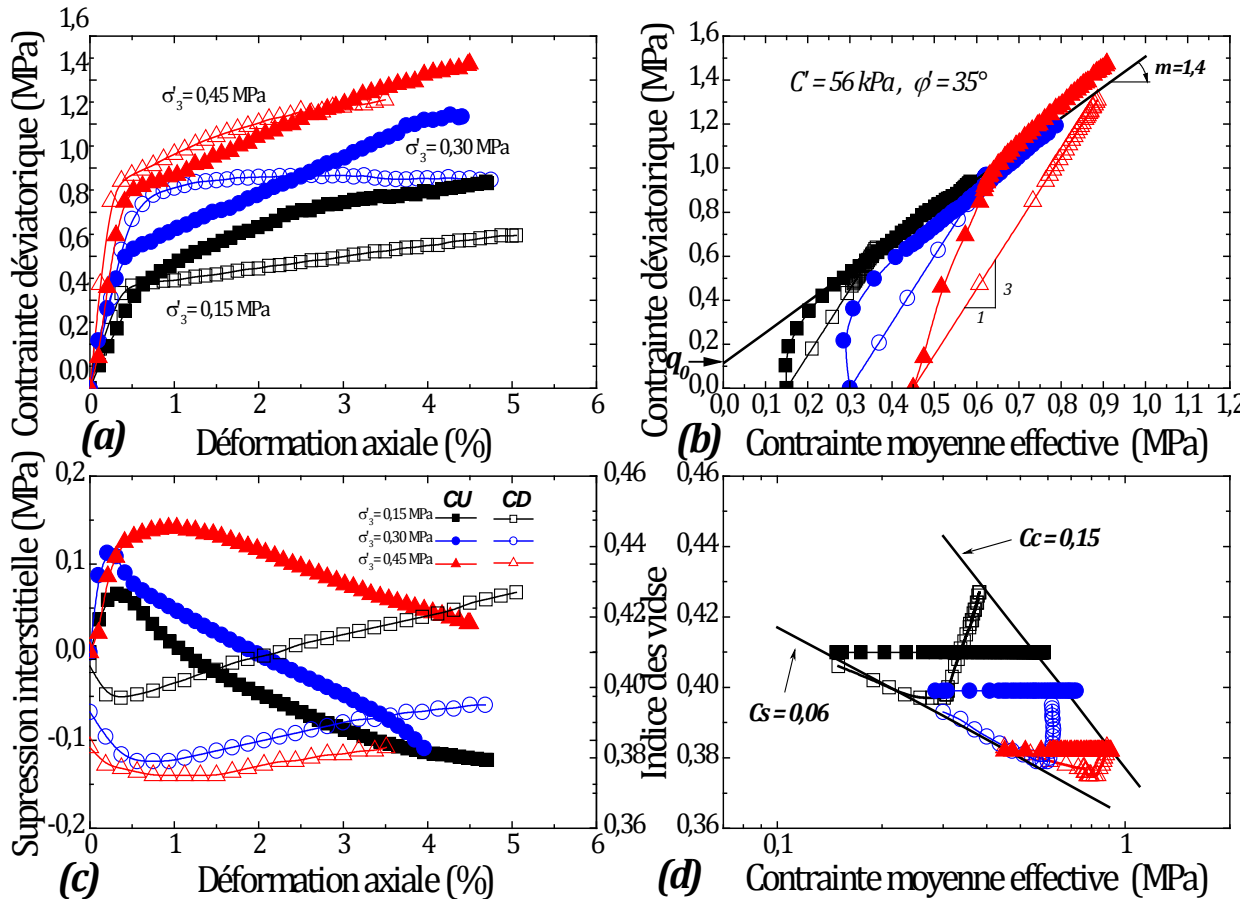 1,6
1,4
1,2
1,0
0,8
0,6
0,4
0,2
0,0
Contrainte déviatorique (MPa)
σ'3 = 0,45 MPa
σ'3 = 0,30 MPa
σ'3 = 0,15 MPa
0 1 2 3 4 5 6
(a) Déformation axiale (%)
1,6
1,4
1,2
1,0
0,8
0,6
0,4
0,2
0,0
Contrainte déviatoirique (MPa)
C' = 56 kPa, φ' = 35°
m=1,4
3
1
q0
0,0 0,1 0,2 0,3 0,4 0,5 0,6 0,7 0,8 0,9 1,0 1,1 1,2
(b) Contrainte moyenne effective (MPa)
0,2
0,1
0,0
-0,1
-0,2
Supression interstitielle (MPa)
CU CD
σ'3 = 0,15 MPa
σ'3 = 0,30 MPa
σ'3 = 0,45 MPa
0,46
0,44
0,42
0,40
0,38
0,36
0 1 2 3 4 5 6
(c) Déformation axiale (%)
0,46
0,44
0,42
0,40
0,38
0,36
Indice des vidse
Cc = 0,15
Cs = 0,06
0,1 1
(d) Contrainte moyenne effective (MPa)